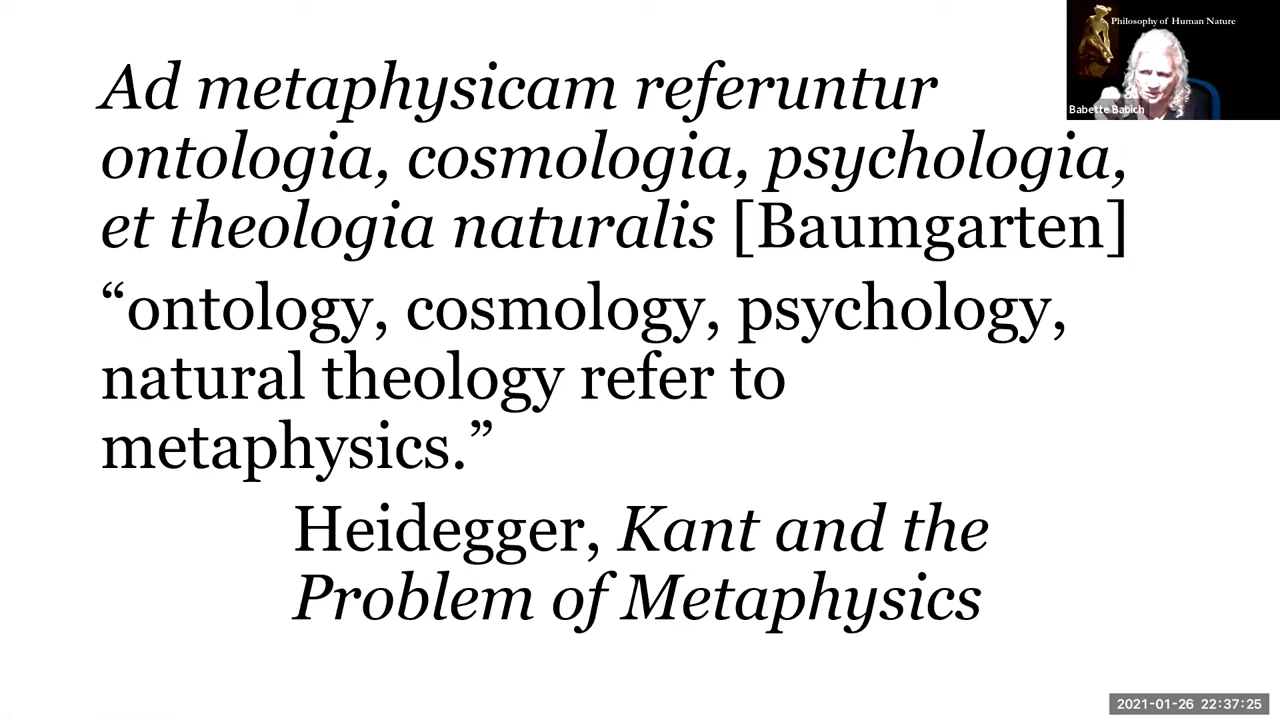 Ad metaphysicam referuntur
ontologia, cosmologia, psychologia,
et theologia naturalis [Baumgarten]
“ontology, cosmology, psychology,
natural theology refer to
metaphysics.”
Heidegger, Kant and the
Problem of Metaphysics
Philosophy of Human Nature
Babette Babich
2021-01-26 22:37:25